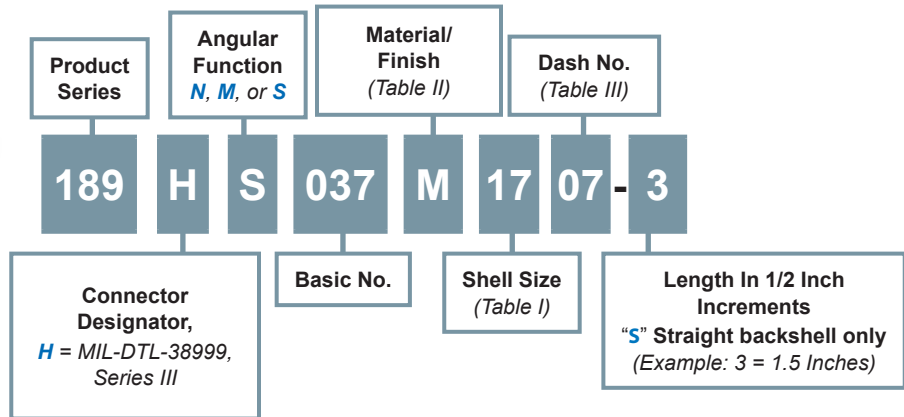 Product
Series
Angular
Function
N, M, or S
Material/
Finish
(Table II)
Dash No.
(Table III)
189 H S 037 M 17 07 - 3
Connector
Designator,
H = MIL-DTL-38999,
Series III
Basic No.
Shell Size
(Table I)
Length In 1/2 Inch
Increments
“S” Straight backshell only
(Example: 3 = 1.5 Inches)